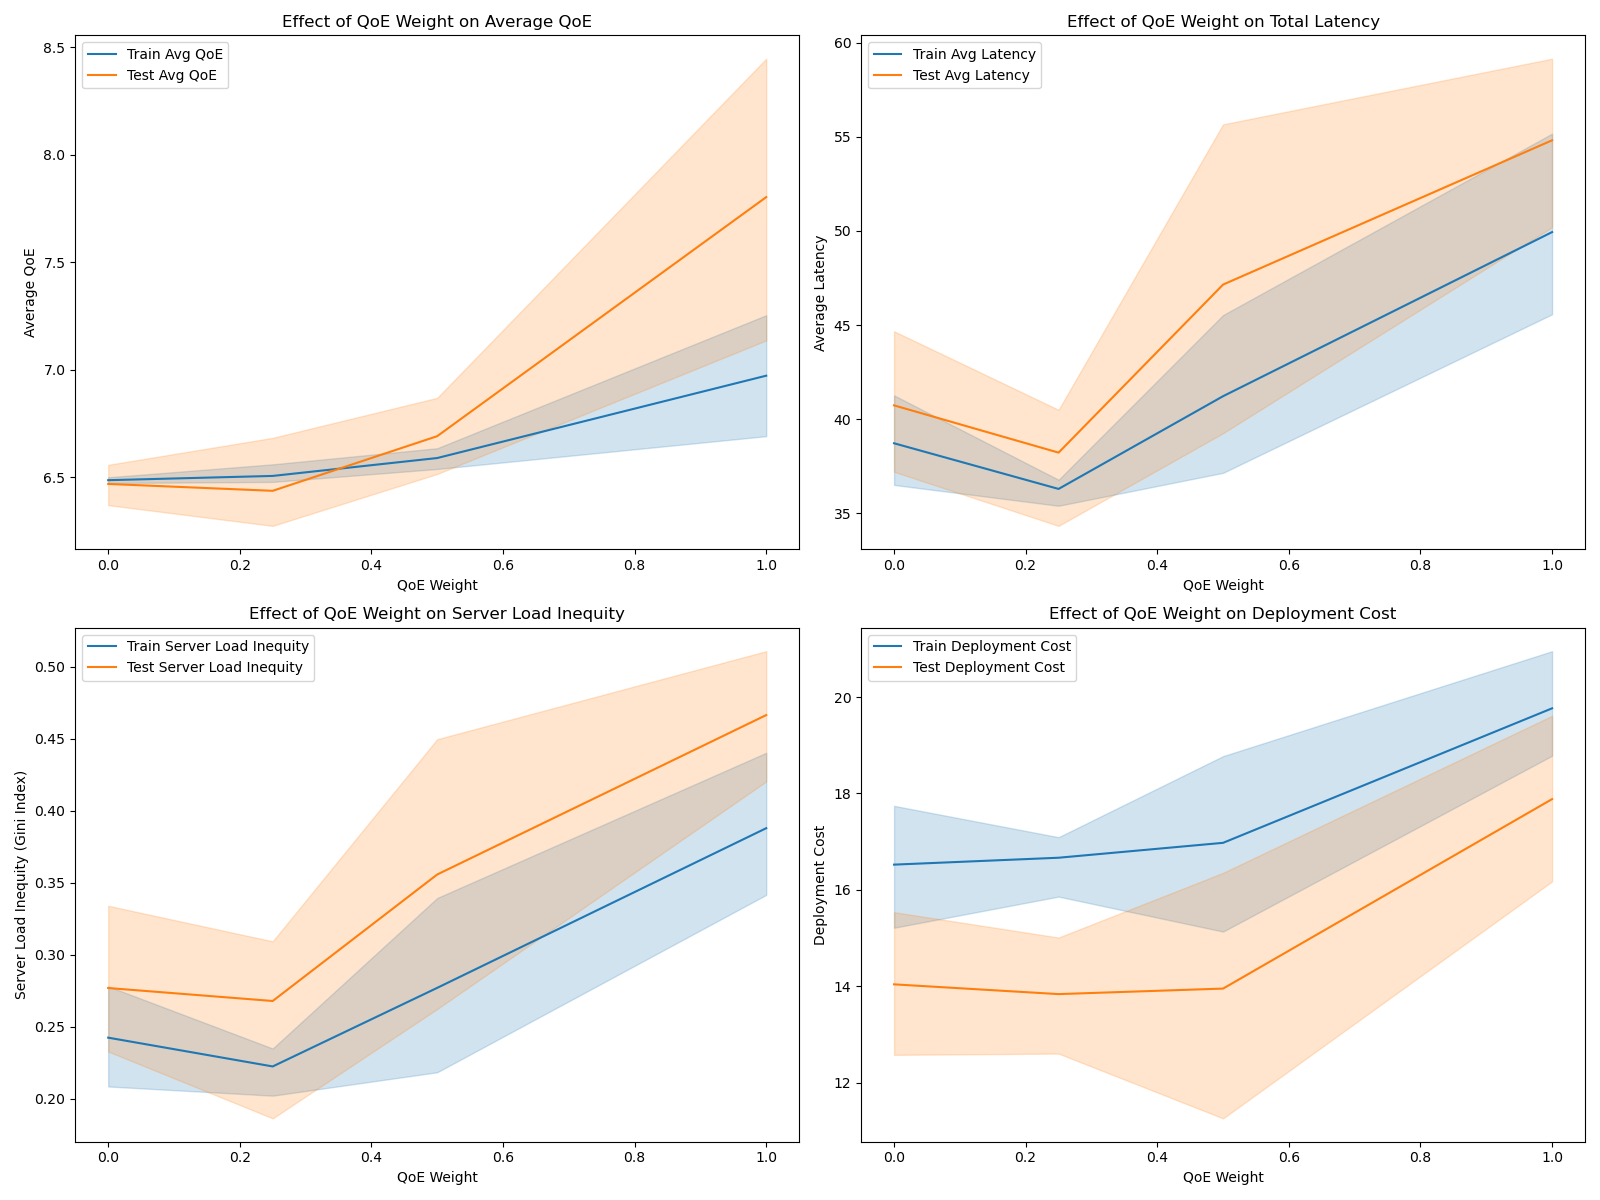 Effect of QoE Weight on Average QoE
Train Avg QoE
Test Avg QoE
8.5
8.0
7.5
7.0
6.5
Average QoE
0.0 0.2 0.4 0.6 0.8 1.0
QoE Weight
Effect of QoE Weight on Total Latency
Train Avg Latency
Test Avg Latency
60
55
50
45
40
35
Average Latency
0.0 0.2 0.4 0.6 0.8 1.0
QoE Weight
Effect of QoE Weight on Server Load Inequity
Train Server Load Inequity
Test Server Load Inequity
0.50
0.45
0.40
0.35
0.30
0.25
0.20
Server Load Inequity (Gini Index)
0.0 0.2 0.4 0.6 0.8 1.0
QoE Weight
Effect of QoE Weight on Deployment Cost
Train Deployment Cost
Test Deployment Cost
20
18
16
14
12
Deployment Cost
0.0 0.2 0.4 0.6 0.8 1.0
QoE Weight